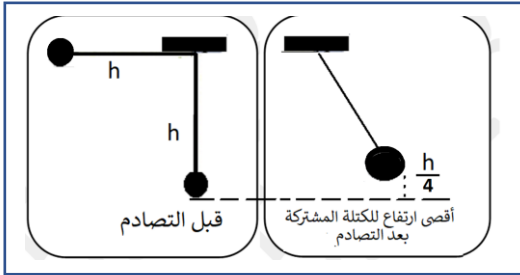 h
h
قبل التصادم
h
4
أقصى ارتفاع للكتلة المشتركة
بعد التصادم